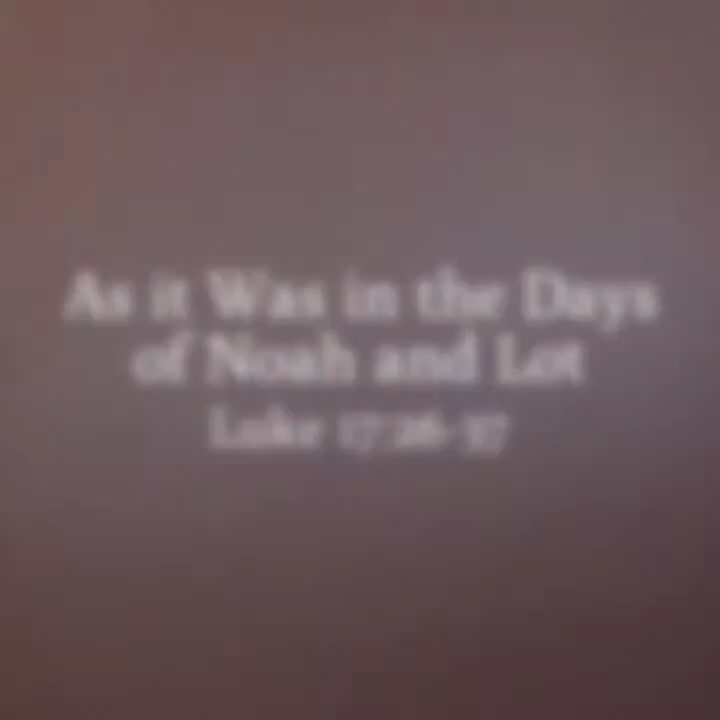 As it Was in the Days
of Noah and Lot
Luke 17:26-37